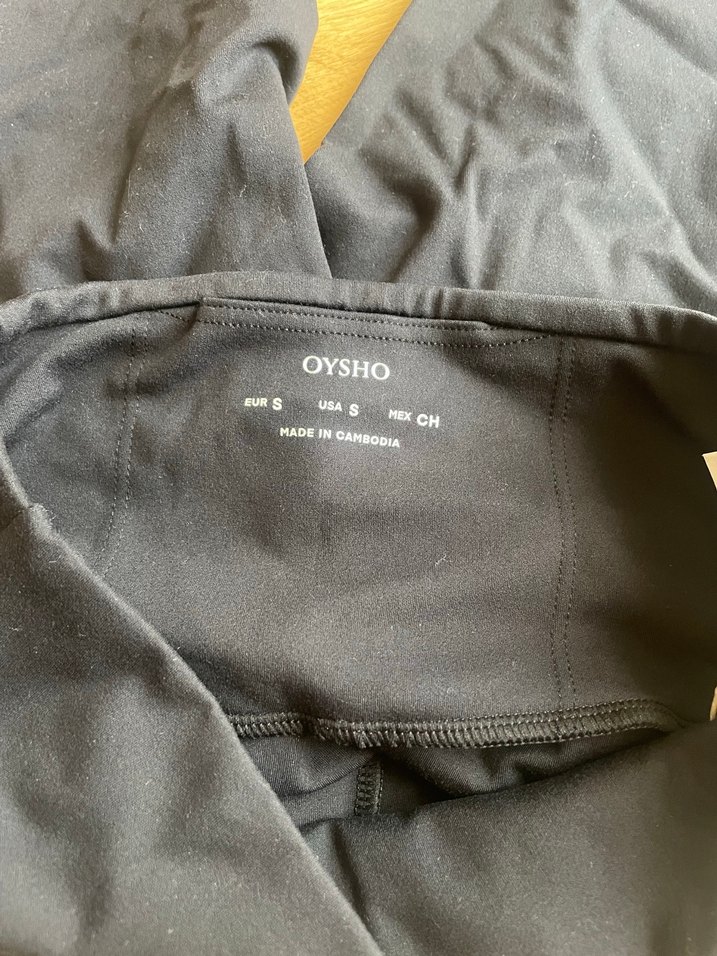 OYSHO
EUR S USA S MEX CH
MADE IN CAMBODIA